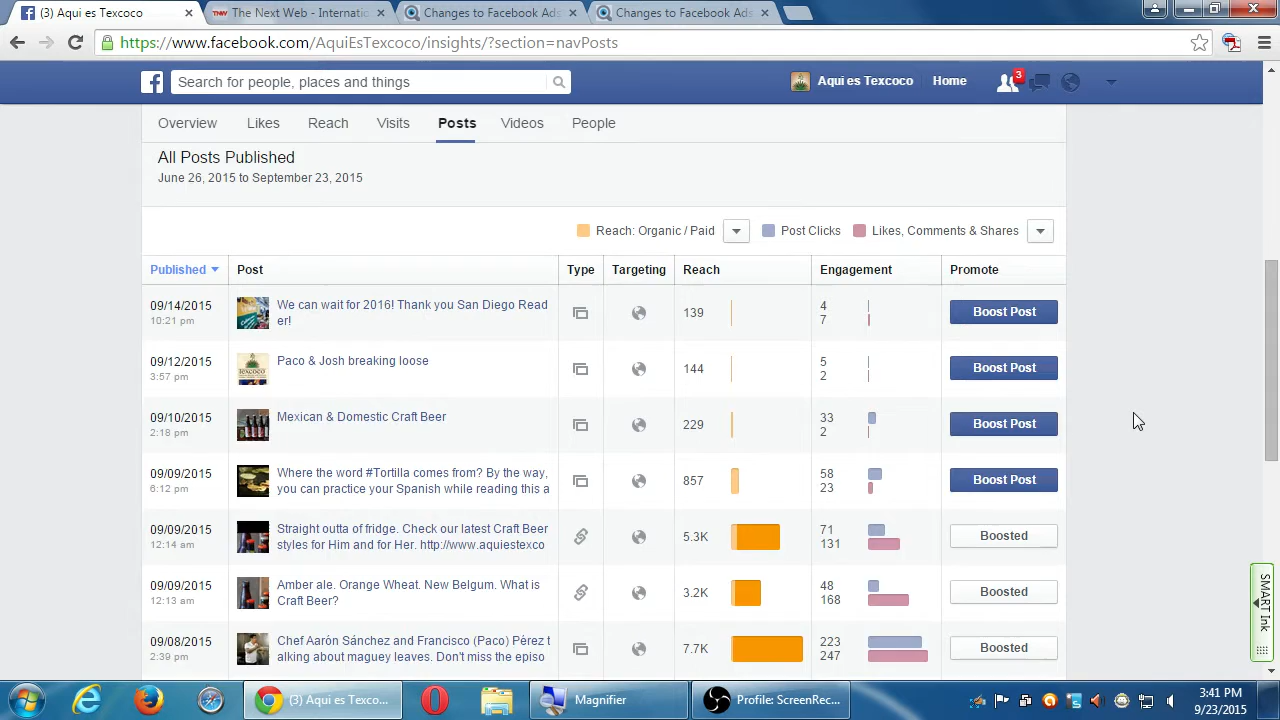 (3) Aqui es Texcoco
The Next Web - Internatio
Changes to Facebook Ads
Changes to Facebook Ads
https://www.facebook.com/AquiEsTexcoco/insights/?section=navPosts
Search for people, places and things
Aqui es Texcoco
Home
3
Overview
Likes
Reach
Visits
Posts
Videos
People
All Posts Published
June 26, 2015 to September 23, 2015
Reach: Organic / Paid
Post Clicks
Likes, Comments & Shares
Published
Post
Type
Targeting
Reach
Engagement
Promote
09/14/2015
10:21 pm
We can wait for 2016! Thank you San Diego Read
er!
139
4
7
Boost Post
09/12/2015
3:57 pm
Paco & Josh breaking loose
144
5
2
Boost Post
09/10/2015
2:18 pm
Mexican & Domestic Craft Beer
229
33
2
Boost Post
09/09/2015
6:12 pm
Where the word #Tortilla comes from? By the way,
you can practice your Spanish while reading this a
857
58
23
Boost Post
09/09/2015
12:14 am
Straight outta of fridge. Check our latest Craft Beer
styles for Him and for Her. http://www.aquiestexco
5.3K
71
131
Boosted
09/09/2015
12:13 am
Amber ale. Orange Wheat. New Belgum. What is
Craft Beer?
3.2K
48
168
Boosted
09/08/2015
2:39 pm
Chef Aarón Sánchez and Francisco (Paco) Pérez t
alking about maguey leaves. Don't miss the episo
7.7K
223
247
Boosted
SMART Ink
(3) Aqui es Texco...
Magnifier
Profile: ScreenRec...
3:41 PM
9/23/2015